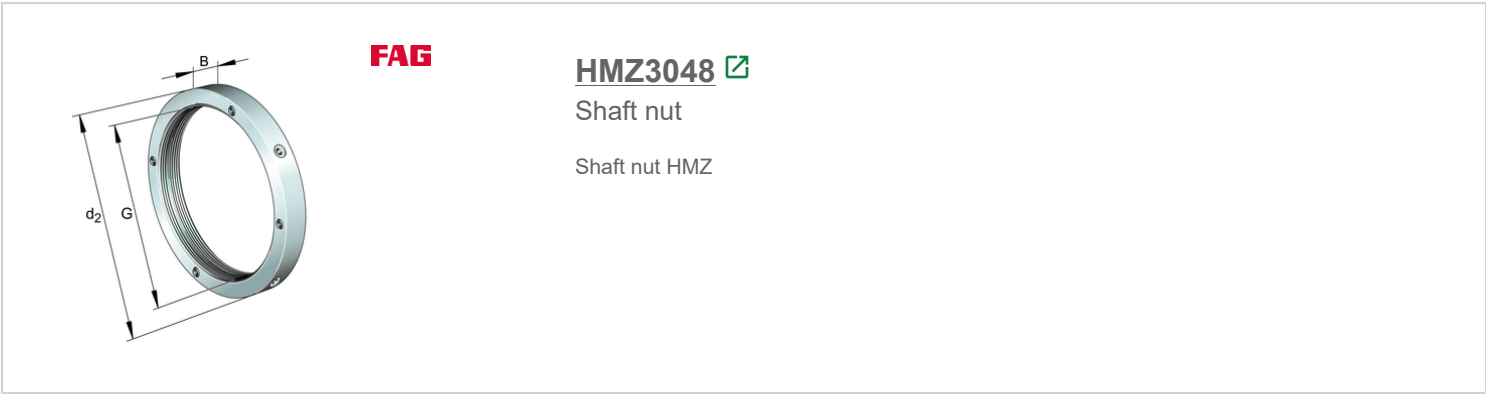 B
FAG
HMZ3048
Shaft nut
Shaft nut HMZ
d2
G